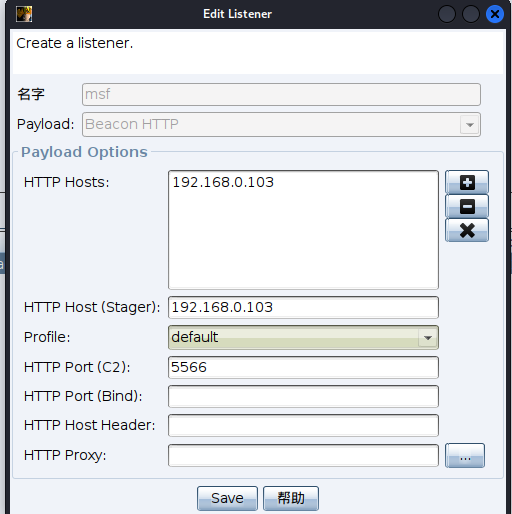 Edit Listener
Create a listener.
名字 msf
Payload: Beacon HTTP
Payload Options
HTTP Hosts: 192.168.0.103
HTTP Host (Stager): 192.168.0.103
Profile: default
HTTP Port (C2): 5566
HTTP Port (Bind):
HTTP Host Header:
HTTP Proxy: ...
Save 帮助